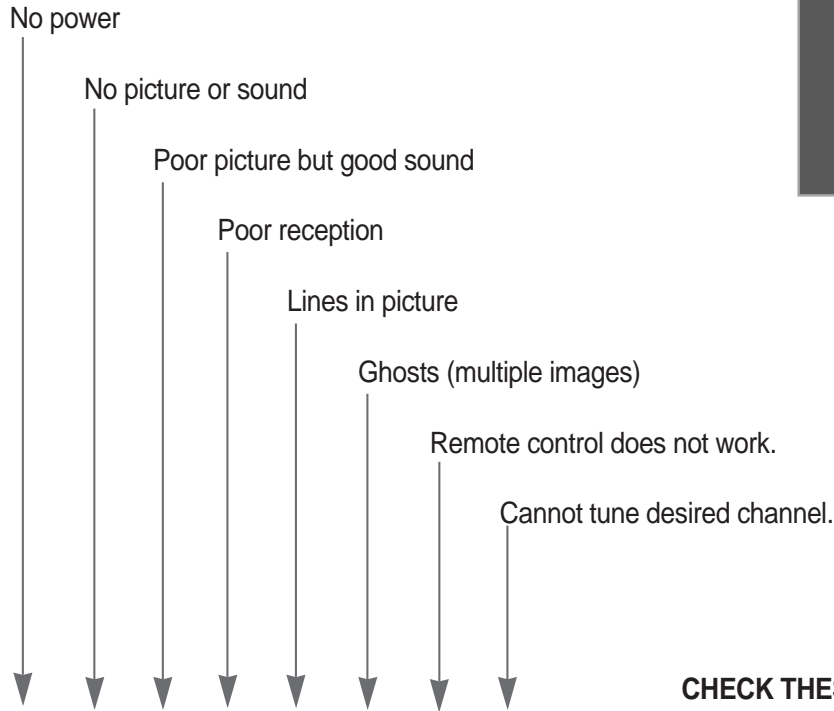 No power
No picture or sound
Poor picture but good sound
Poor reception
Lines in picture
Ghosts (multiple images)
Remote control does not work.
Cannot tune desired channel.
CHECK